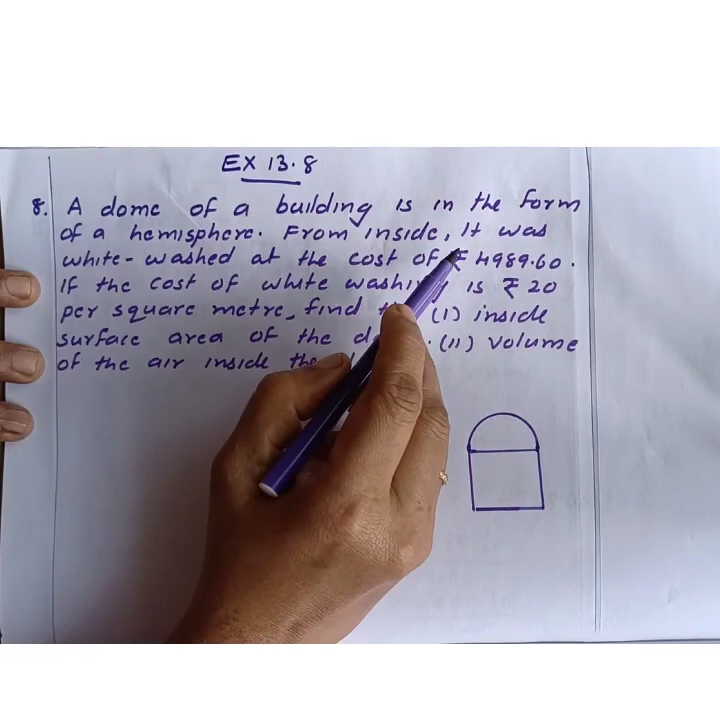 EX 13.8
8. A dome of a building is in the form
of a hemisphere. From inside, it was
white-washed at the cost of ₹ 4989.60.
If the cost of white washing is ₹ 20
per square metre, find (i) inside
surface area of the (ii) volume
of the air inside the